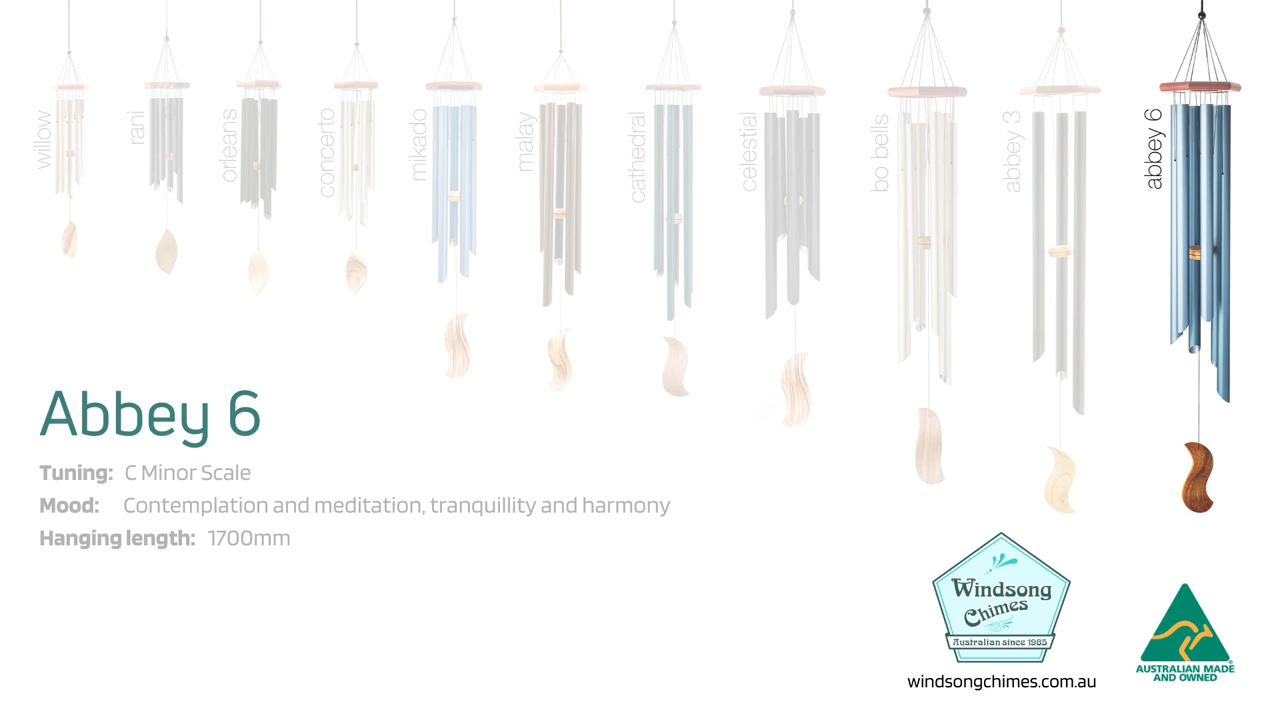 willow
rani
orleans
concerto
mikado
malay
cathedral
celestial
bo bells
abbey 3
abbey 6
Abbey 6
Tuning: C Minor Scale
Mood: Contemplation and meditation, tranquillity and harmony
Hanging length: 1700mm
Windsong
Chimes
Australian since 1985
windsongchimes.com.au
AUSTRALIAN MADE
AND OWNED